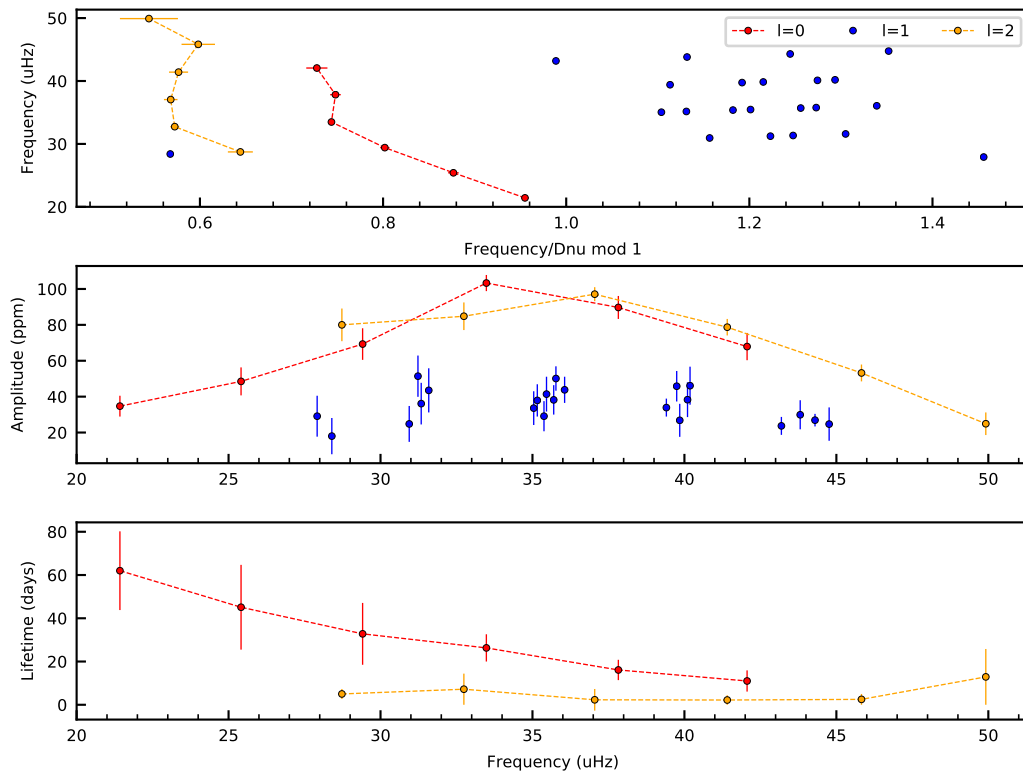 50
40
30
20
Frequency (uHz)
l=0 l=1 l=2
0.6 0.8 1.0 1.2 1.4
Frequency/Dnu mod 1
100
80
60
40
20
Amplitude (ppm)
20 25 30 35 40 45 50
80
60
40
20
0
Lifetime (days)
20 25 30 35 40 45 50
Frequency (uHz)